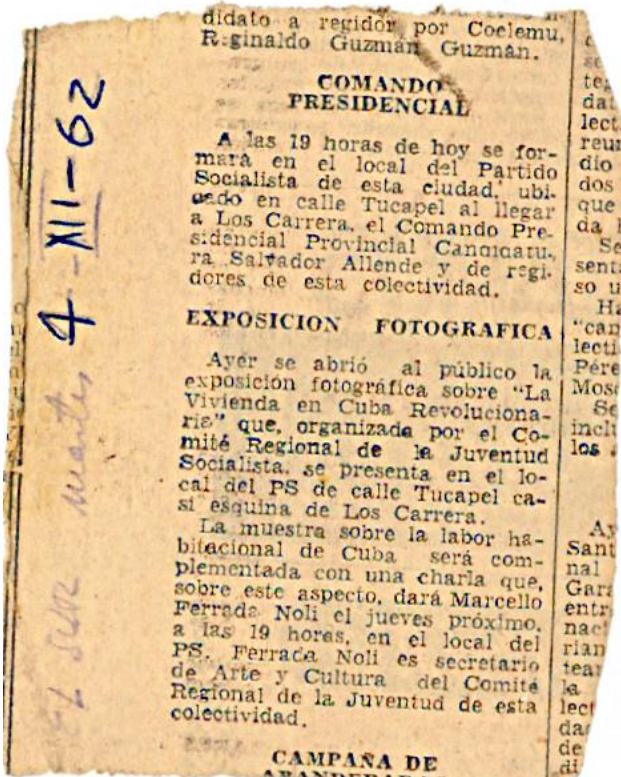 didato a regidor por Coelemu,
Reginaldo Guzmán Guzmán.
COMANDO
PRESIDENCIAL
A las 19 horas de hoy se for-
mará en el local del Partido
Socialista de esta ciudad, ubi-
cado en calle Tucapel al llegar
a Los Carrera, el Comando Pre-
sidencial Provincial Candidatu-
ra Salvador Allende y de regi-
dores de esta colectividad.
EXPOSICION FOTOGRAFICA
Ayer se abrió al público la
exposición fotográfica sobre "La
Vivienda en Cuba Revoluciona-
ria" que, organizada por el Co-
mité Regional de la Juventud
Socialista, se presenta en el lo-
cal del PS de calle Tucapel ca-
si esquina de Los Carrera.
La muestra sobre la labor ha-
bitacional de Cuba será com-
plementada con una charla que,
sobre este aspecto, dará Marcello
Ferrada Noli el jueves próximo,
a las 19 horas, en el local del
PS. Ferrada Noli es secretario
de Arte y Cultura del Comité
Regional de la Juventud de esta
colectividad.
CAMPAÑA DE
EL SUR martes 4-XII-62